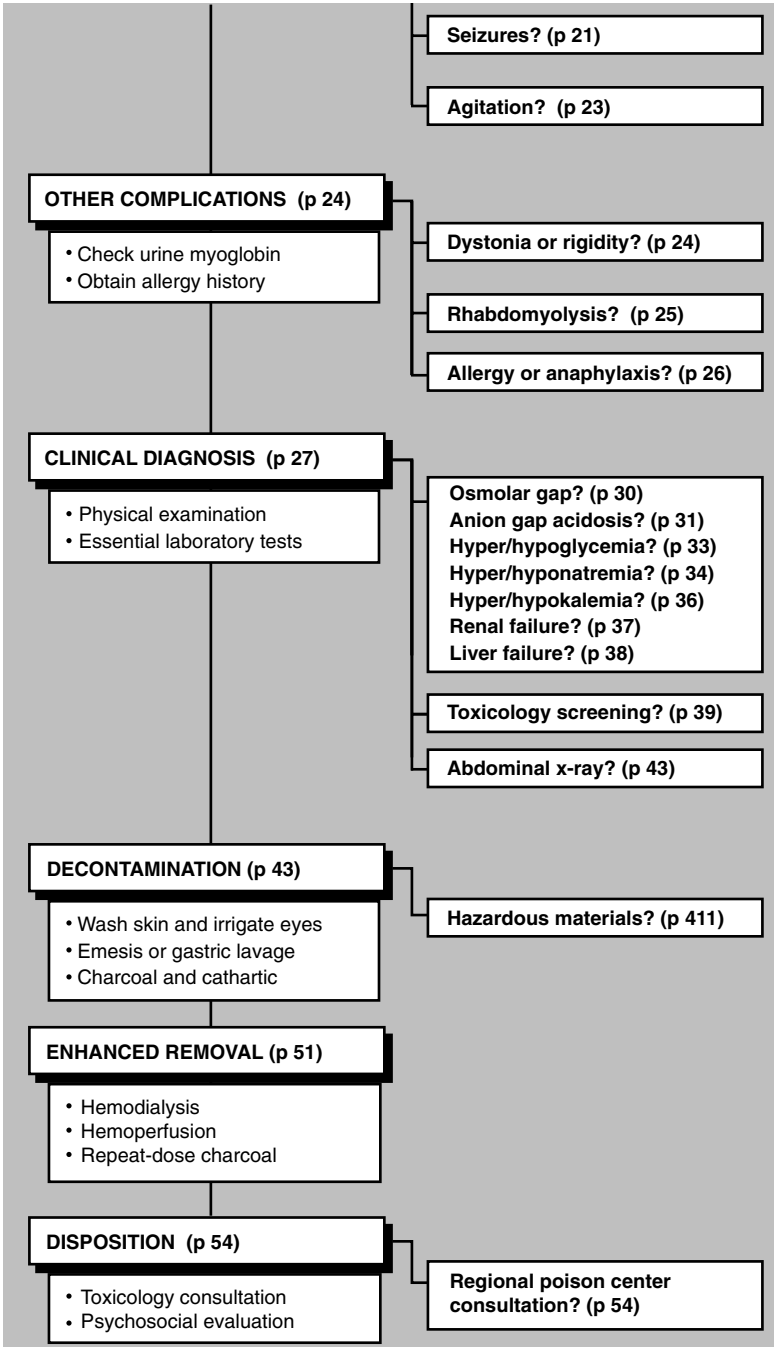 Seizures? (p 21)
Agitation? (p 23)
OTHER COMPLICATIONS (p 24)
• Check urine myoglobin
• Obtain allergy history
Dystonia or rigidity? (p 24)
Rhabdomyolysis? (p 25)
Allergy or anaphylaxis? (p 26)
CLINICAL DIAGNOSIS (p 27)
• Physical examination
• Essential laboratory tests
Osmolar gap? (p 30)
Anion gap acidosis? (p 31)
Hyper/hypoglycemia? (p 33)
Hyper/hyponatremia? (p 34)
Hyper/hypokalemia? (p 36)
Renal failure? (p 37)
Liver failure? (p 38)
Toxicology screening? (p 39)
Abdominal x-ray? (p 43)
DECONTAMINATION (p 43)
• Wash skin and irrigate eyes
• Emesis or gastric lavage
• Charcoal and cathartic
Hazardous materials? (p 411)
ENHANCED REMOVAL (p 51)
• Hemodialysis
• Hemoperfusion
• Repeat-dose charcoal
DISPOSITION (p 54)
• Toxicology consultation
• Psychosocial evaluation
Regional poison center
consultation? (p 54)